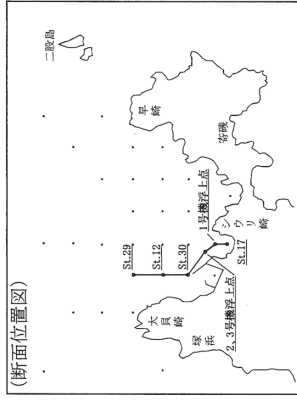 (断面位置図)
二股島
早崎
寄磯
1号機浮上点
シウリ崎
St.29
St.12
St.30
St.17
大貝崎
塚浜
2、3号機浮上点